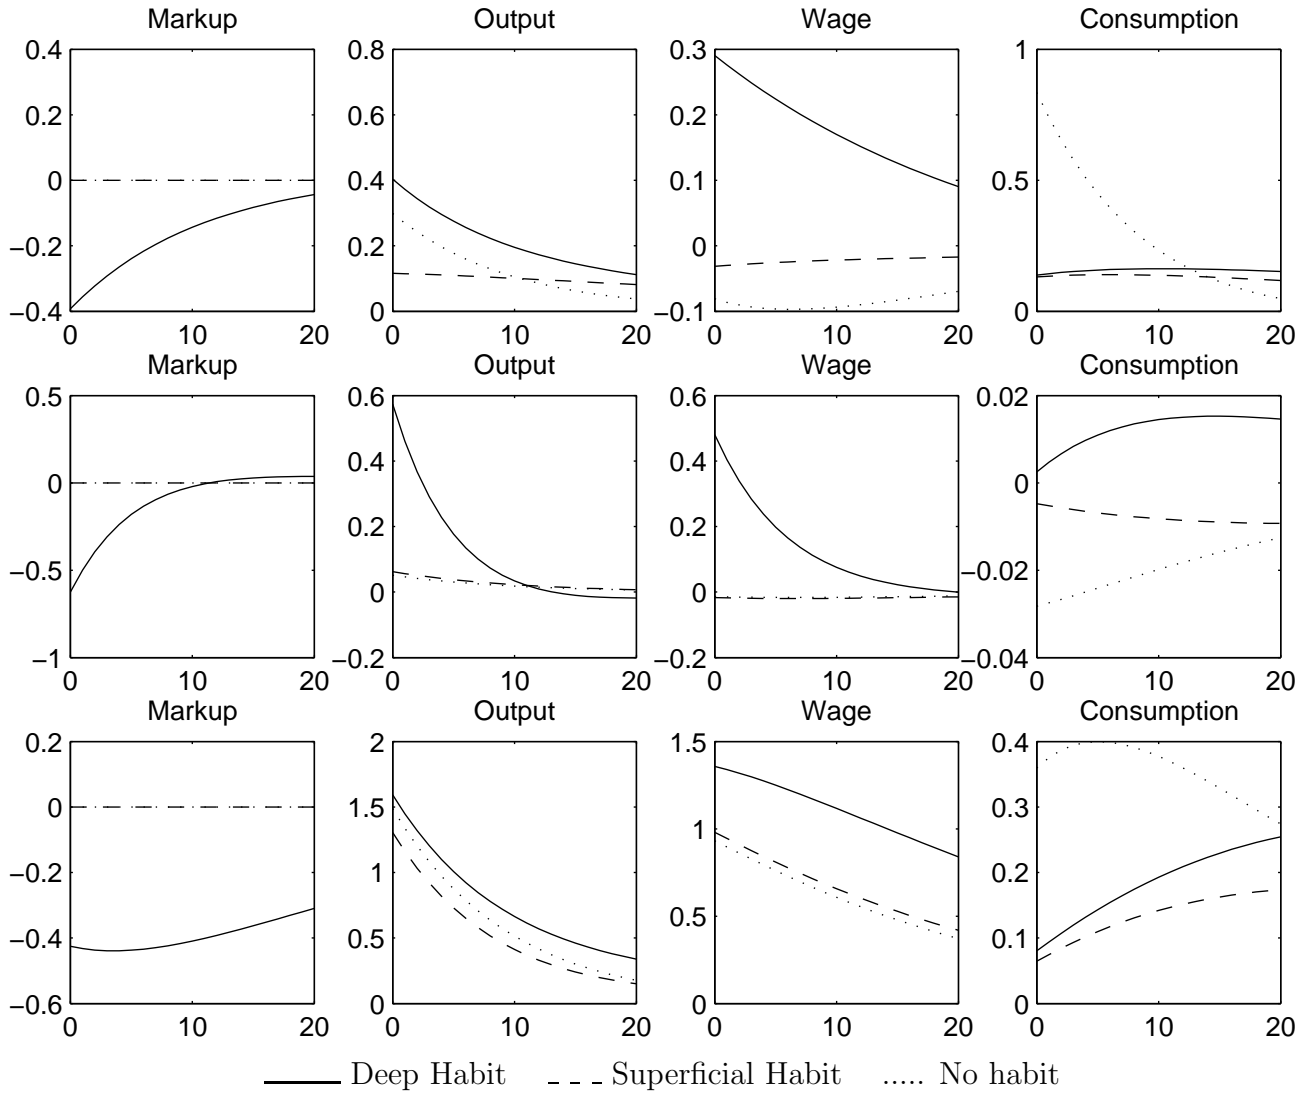 Markup Output Wage Consumption
0.4 0.8 0.3 1
0.2 0.6 0.2
0 0.4 0.1 0.5
−0.2 0.2 0
−0.4 0 −0.1 0
0 10 20 0 10 20 0 10 20 0 10 20
Markup Output Wage Consumption
0.5 0.6 0.6 0.02
0.4 0.4
0 0
0.2 0.2
−0.5 −0.02
0 0
−1 −0.2 −0.2 −0.04
0 10 20 0 10 20 0 10 20 0 10 20
Markup Output Wage Consumption
0.2 2 1.5 0.4
0 1.5 0.3
1
−0.2 1 0.2
0.5
−0.4 0.5 0.1
−0.6 0 0 0
0 10 20 0 10 20 0 10 20 0 10 20
Deep Habit Superficial Habit ..... No habit